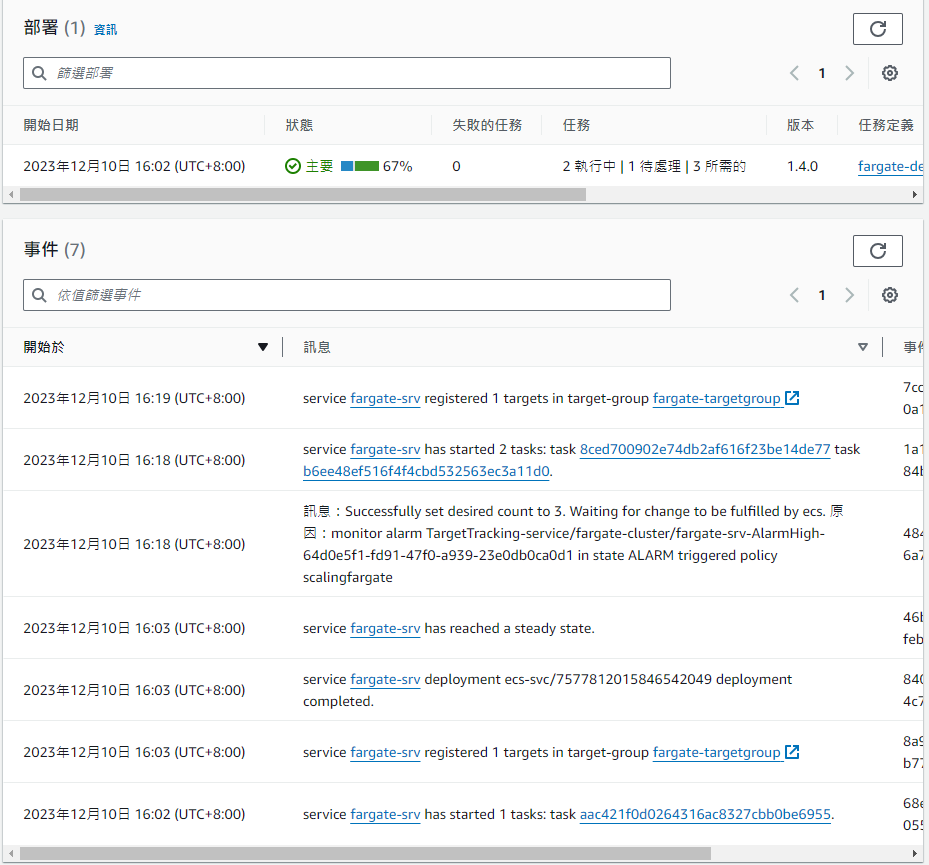 部署 (1) 資訊
篩選部署
1
開始日期 狀態 失敗的任務 任務 版本 任務定義
2023年12月10日 16:02 (UTC+8:00) 主要 67% 0 2 執行中 | 1 待處理 | 3 所需的 1.4.0 fargate-de
事件 (7)
依值篩選事件
1
開始於 訊息 事件
2023年12月10日 16:19 (UTC+8:00) service fargate-srv registered 1 targets in target-group fargate-targetgroup
2023年12月10日 16:18 (UTC+8:00) service fargate-srv has started 2 tasks: task 8ced700902e74db2af616f23be14de77 task
b6ee48ef516f4f4cbd532563ec3a11d0.
訊息：Successfully set desired count to 3. Waiting for change to be fulfilled by ecs. 原
因：monitor alarm TargetTracking-service/fargate-cluster/fargate-srv-AlarmHigh-
2023年12月10日 16:18 (UTC+8:00) 64d0e5f1-fd91-47f0-a939-23e0db0ca0d1 in state ALARM triggered policy
scalingfargate
2023年12月10日 16:03 (UTC+8:00) service fargate-srv has reached a steady state.
2023年12月10日 16:03 (UTC+8:00) service fargate-srv deployment ecs-svc/7577812015846542049 deployment
completed.
2023年12月10日 16:03 (UTC+8:00) service fargate-srv registered 1 targets in target-group fargate-targetgroup
2023年12月10日 16:02 (UTC+8:00) service fargate-srv has started 1 tasks: task aac421f0d0264316ac8327cbb0be6955.